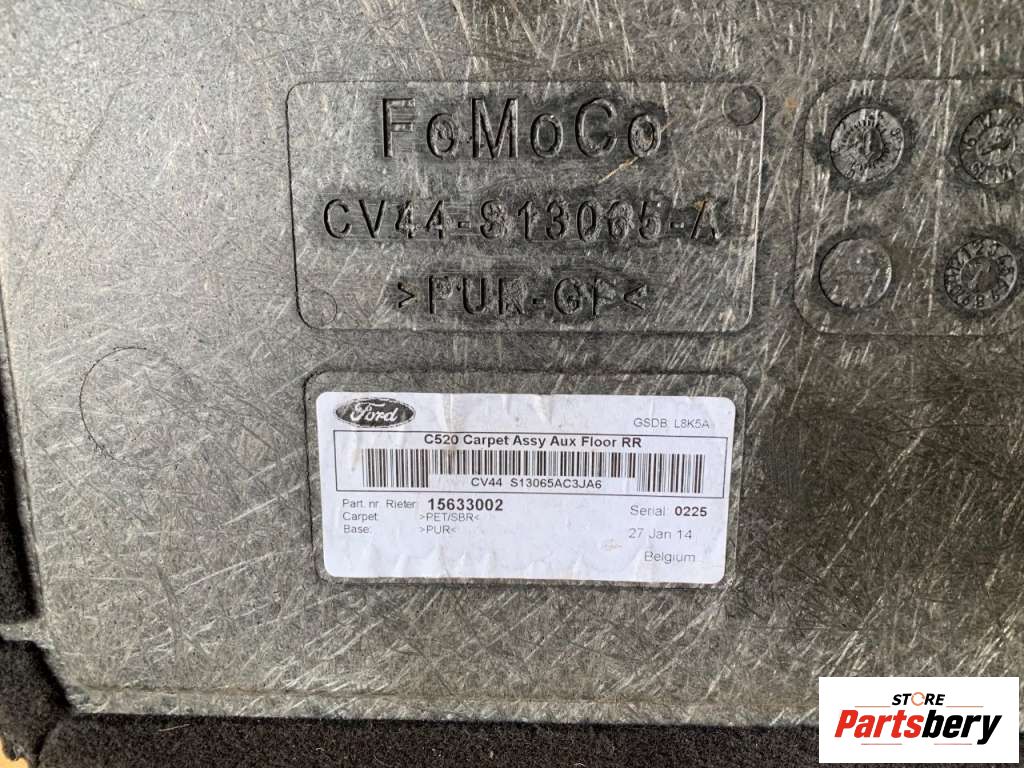 FoMoCo
CV44-S13065-A
>PUR-GF<
Ford
GSDB: L8K5A
C520 Carpet Assy Aux Floor RR
CV44 S13065AC3JA6
Part. nr. Rieter: 15633002
Serial: 0225
Carpet: >PET/SBR<
Base: >PUR<
27 Jan 14
Belgium
STORE
Partsbery